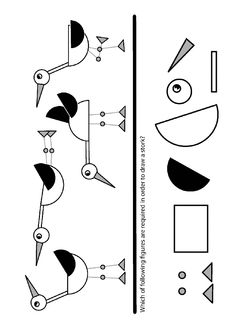 Which of following figures are required in order to draw a stork?